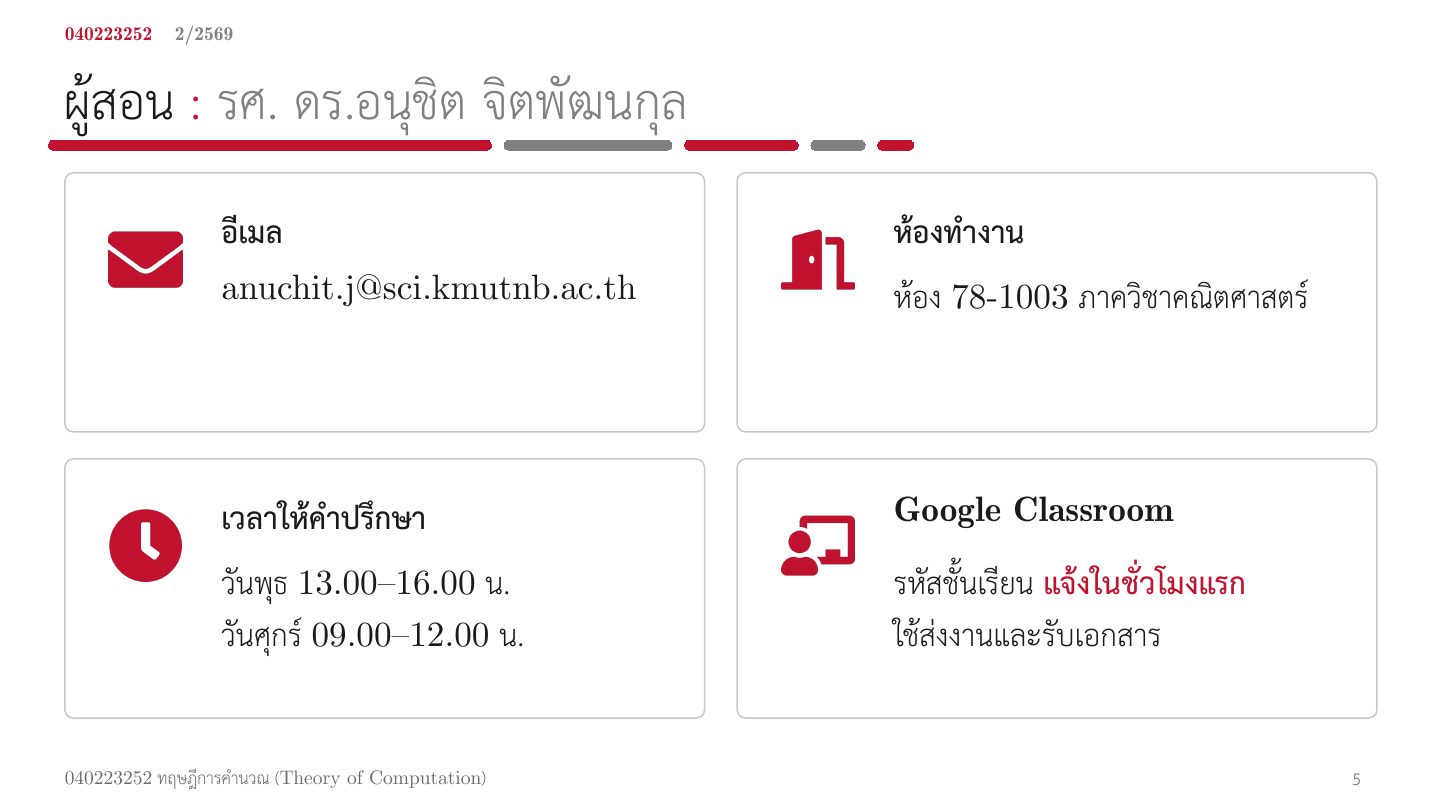 040223252 2/2569
ผู้สอน : รศ. ดร.อนุชิต จิตพัฒนกุล
อีเมล
anuchit.j@sci.kmutnb.ac.th
ห้องทำงาน
ห้อง 78-1003 ภาควิชาคณิตศาสตร์
เวลาให้คำปรึกษา
วันพุธ 13.00–16.00 น.
วันศุกร์ 09.00–12.00 น.
Google Classroom
รหัสชั้นเรียน แจ้งในชั่วโมงแรก
ใช้ส่งงานและรับเอกสาร
040223252 ทฤษฎีการคำนวณ (Theory of Computation)
5